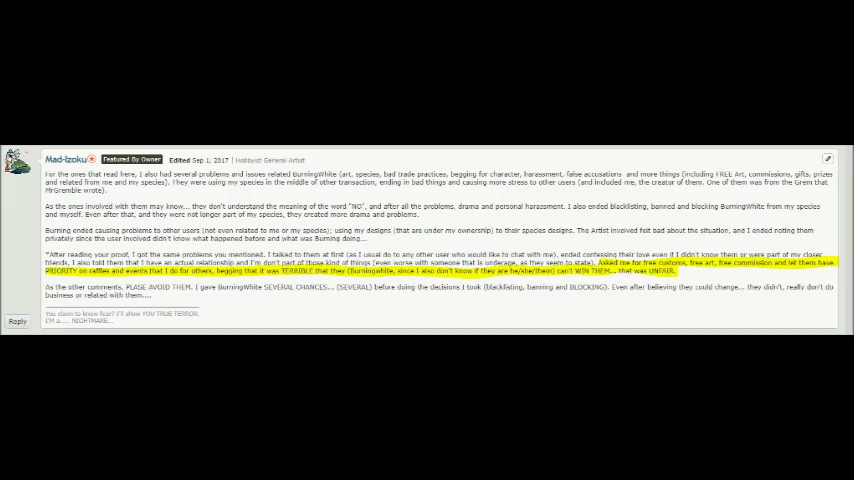 Mad-Izoku Featured By Owner Edited Sep 1, 2017 | Hobbyist General Artist
For the ones that read here, I also had several problems and issues related BurningWhite (art, species, bad trade practices, begging for character, harassment, false accusations and more things (including FREE Art, commissions, gifts, prizes
and related from me and my species). They were using my species in the middle of other transaction, ending in bad things and causing more stress to other users (and included me, the creator of them. One of them was from the Grem that
MrGremble wrote).
As the ones involved with them may know... they don't understand the meaning of the word "NO", and after all the problems, drama and personal harassment. I also ended blacklisting, banned and blocking BurningWhite from my species
and myself. Even after that, and they were not longer part of my species, they created more drama and problems.
Burning ended causing problems to other users (not even related to me or my species); using my designs (that are under my ownership) to their species designs. The Artist involved felt bad about the situation, and I ended noting them
privately since the user involved didn't know what happened before and what was Burning doing...
"After reading your proof, I got the same problems you mentioned. I talked to them at first (as I usual do to any other user who would like to chat with me), ended confessing their love even if I didn't know them or were part of my closer
friends, I also told them that I have an actual relationship and I'm don't part of those kind of things (even worse with someone that is underage, as they seem to state). Asked me for free customs, free art, free commission and let them have
PRIORITY on raffles and events that I do for others, begging that it was TERRIBLE that they (Burningwhite, since I also don't know if they are he/she/them) can't WIN THEM... that was UNFAIR.
As the other comments, PLASE AVOID THEM. I gave BurningWhite SEVERAL CHANCES... (SEVERAL) before doing the decisions I took (blacklisting, banning and BLOCKING). Even after believing they could change... they didn't, really don't do
business or related with them....
You claim to know fear? I'll show YOU TRUE TERROR.
I'M a..... NIGHTMARE...
Reply